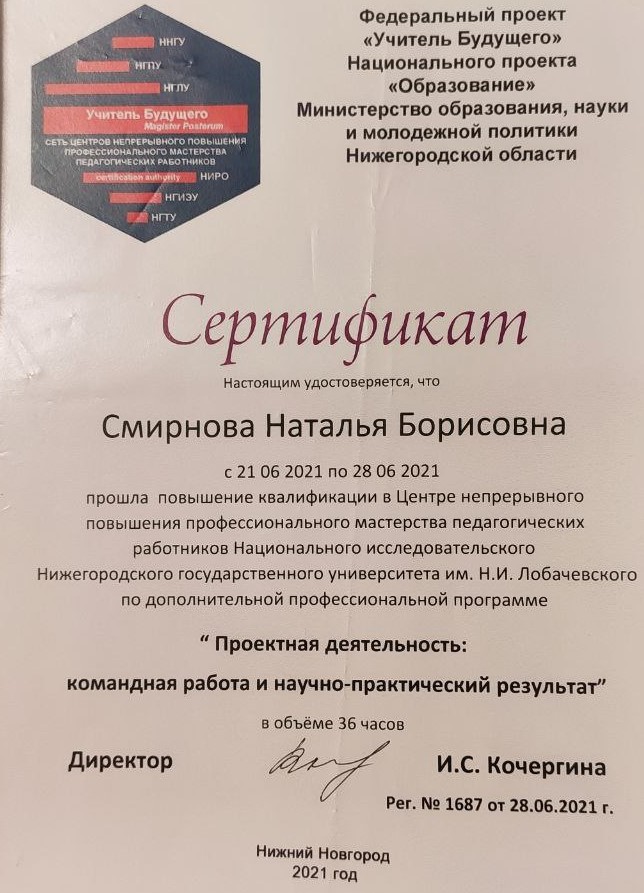 ННГУ
НГПУ
НГЛУ
Учитель Будущего
Magister Posterum
СЕТЬ ЦЕНТРОВ НЕПРЕРЫВНОГО ПОВЫШЕНИЯ
ПРОФЕССИОНАЛЬНОГО МАСТЕРСТВА
ПЕДАГОГИЧЕСКИХ РАБОТНИКОВ
certification authority НИРО
НГИЭУ
НГТУ
Федеральный проект
«Учитель Будущего»
Национального проекта
«Образование»
Министерство образования, науки
и молодежной политики
Нижегородской области
Сертификат
Настоящим удостоверяется, что
Смирнова Наталья Борисовна
с 21 06 2021 по 28 06 2021
прошла повышение квалификации в Центре непрерывного
повышения профессионального мастерства педагогических
работников Национального исследовательского
Нижегородского государственного университета им. Н.И. Лобачевского
по дополнительной профессиональной программе
“ Проектная деятельность:
командная работа и научно-практический результат”
в объёме 36 часов
Директор И.С. Кочергина
Рег. № 1687 от 28.06.2021 г.
Нижний Новгород
2021 год